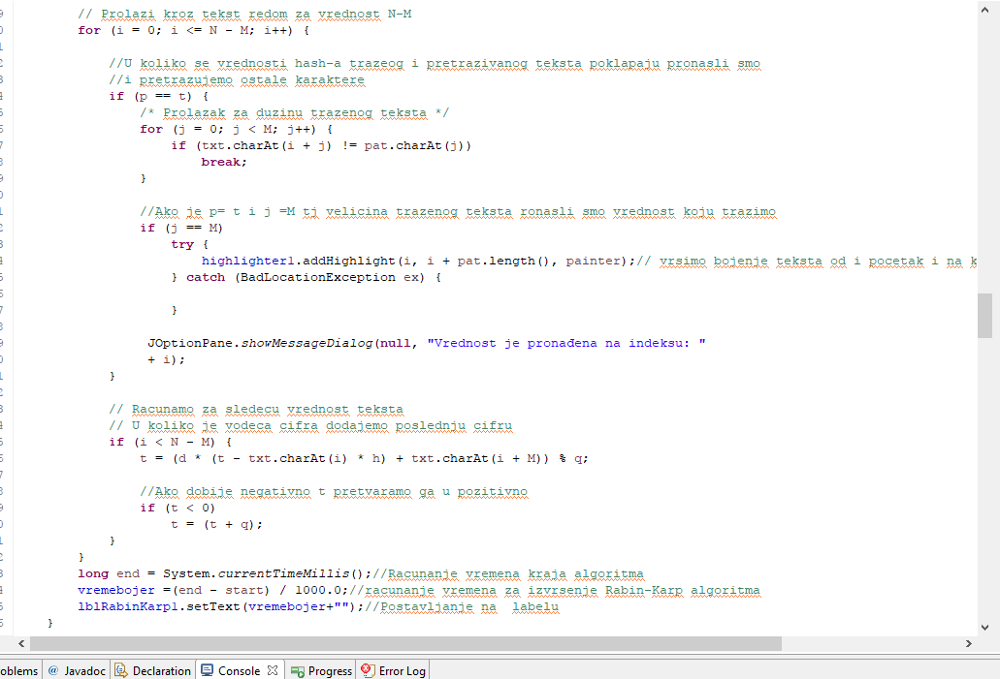 // Prolazi kroz tekst redom za vrednost N-M
for (i = 0; i <= N - M; i++) {
//U koliko se vrednosti hash-a trazeog i pretrazivanog teksta poklapaju pronasli smo
//i pretrazujemo ostale karaktere
if (p == t) {
/* Prolazak za duzinu trazenog teksta */
for (j = 0; j < M; j++) {
if (txt.charAt(i + j) != pat.charAt(j))
break;
}
//Ako je p= t i j =M tj velicina trazenog teksta ronasli smo vrednost koju trazimo
if (j == M)
try {
highlighter1.addHighlight(i, i + pat.length(), painter);// vrsimo bojenje teksta od i pocetak i na k
} catch (BadLocationException ex) {
}
JOptionPane.showMessageDialog(null, "Vrednost je pronađena na indeksu: "
+ i);
}
// Racunamo za sledecu vrednost teksta
// U koliko je vodeca cifra dodajemo poslednju cifru
if (i < N - M) {
t = (d * (t - txt.charAt(i) * h) + txt.charAt(i + M)) % q;
//Ako dobije negativno t pretvaramo ga u pozitivno
if (t < 0)
t = (t + q);
}
}
long end = System.currentTimeMillis();//Racunanje vremena kraja algoritma
vremebojer =(end - start) / 1000.0;//racunanje vremena za izvrsenje Rabin-Karp algoritma
lblRabinKarp1.setText(vremebojer+"");//Postavljanje na  labelu
}
oblems @ Javadoc Declaration Console Progress Error Log